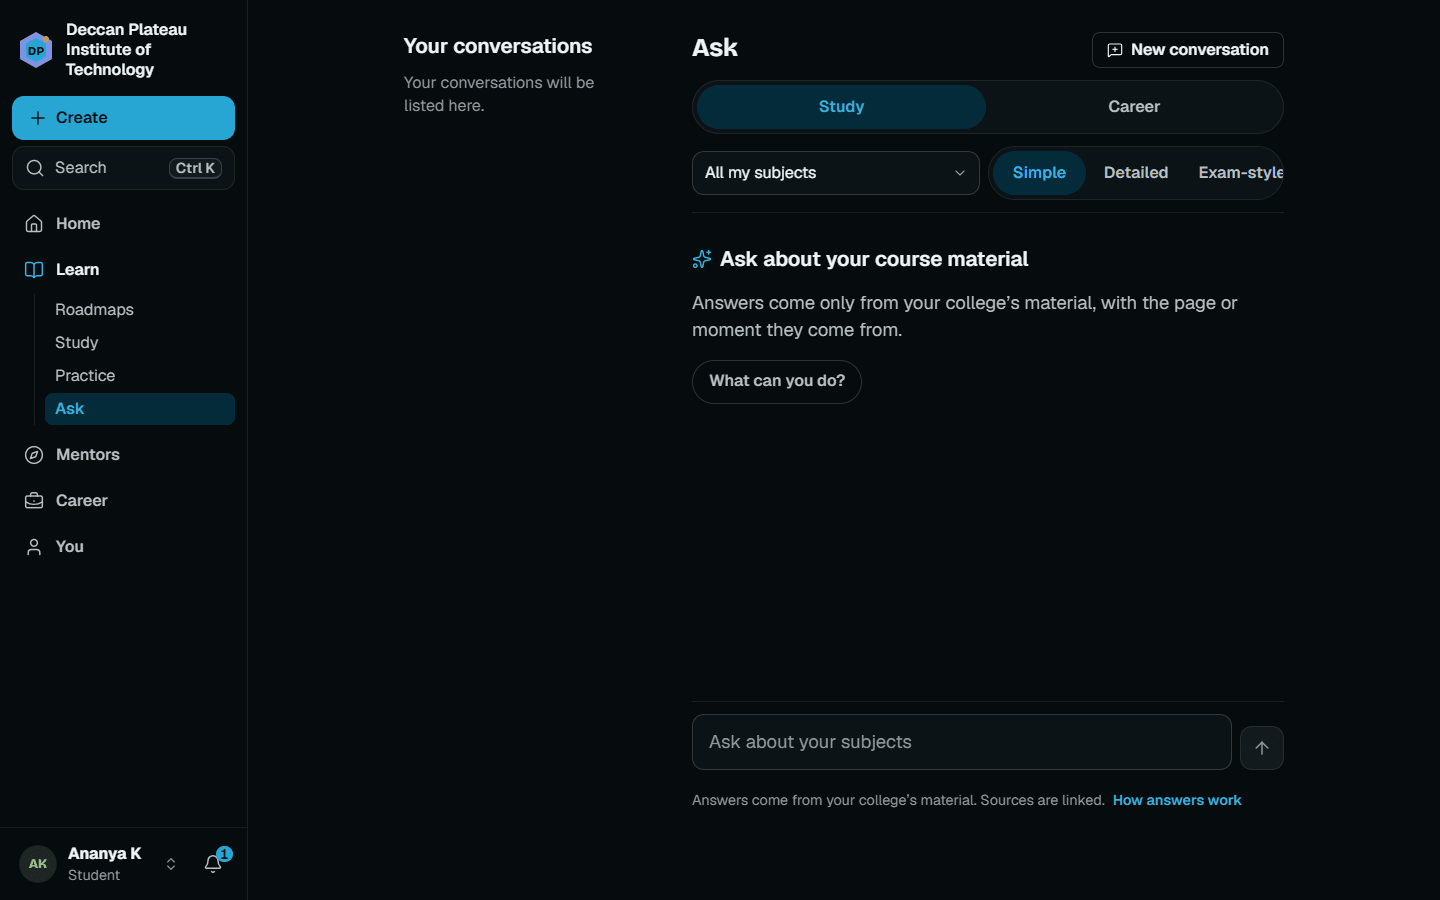 DP
Deccan Plateau
Institute of
Technology
Create
Search
Ctrl K
Home
Learn
Roadmaps
Study
Practice
Ask
Mentors
Career
You
AK
Ananya K
Student
1
Your conversations
Your conversations will be
listed here.
Ask
New conversation
Study
Career
All my subjects
Simple
Detailed
Exam-style
Ask about your course material
Answers come only from your college’s material, with the page or
moment they come from.
What can you do?
Ask about your subjects
Answers come from your college’s material. Sources are linked. How answers work